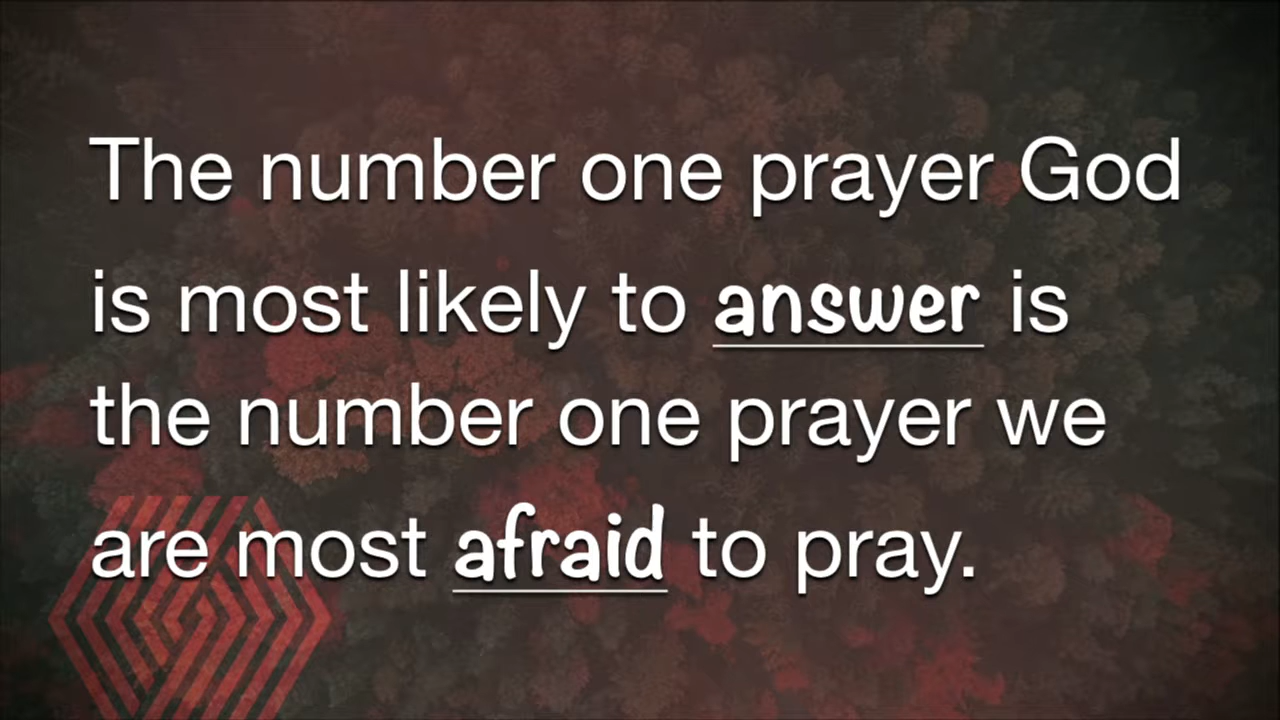 The number one prayer God
is most likely to answer is
the number one prayer we
are most afraid to pray.